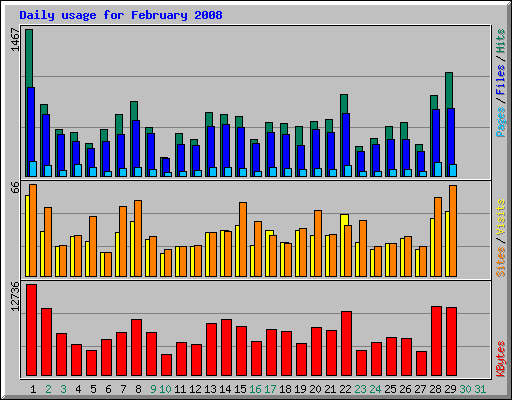 Daily usage for February 2008
1467
Pages / Files / Hits
66
Sites / Visits
12736
KBytes
1 2 3 4 5 6 7 8 9 10 11 12 13 14 15 16 17 18 19 20 21 22 23 24 25 26 27 28 29 30 31